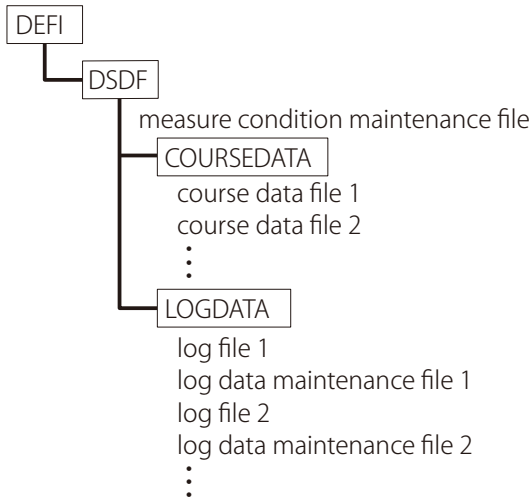 DEFI
DSDF
measure condition maintenance file
COURSEDATA
course data file 1
course data file 2
LOGDATA
log file 1
log data maintenance file 1
log file 2
log data maintenance file 2